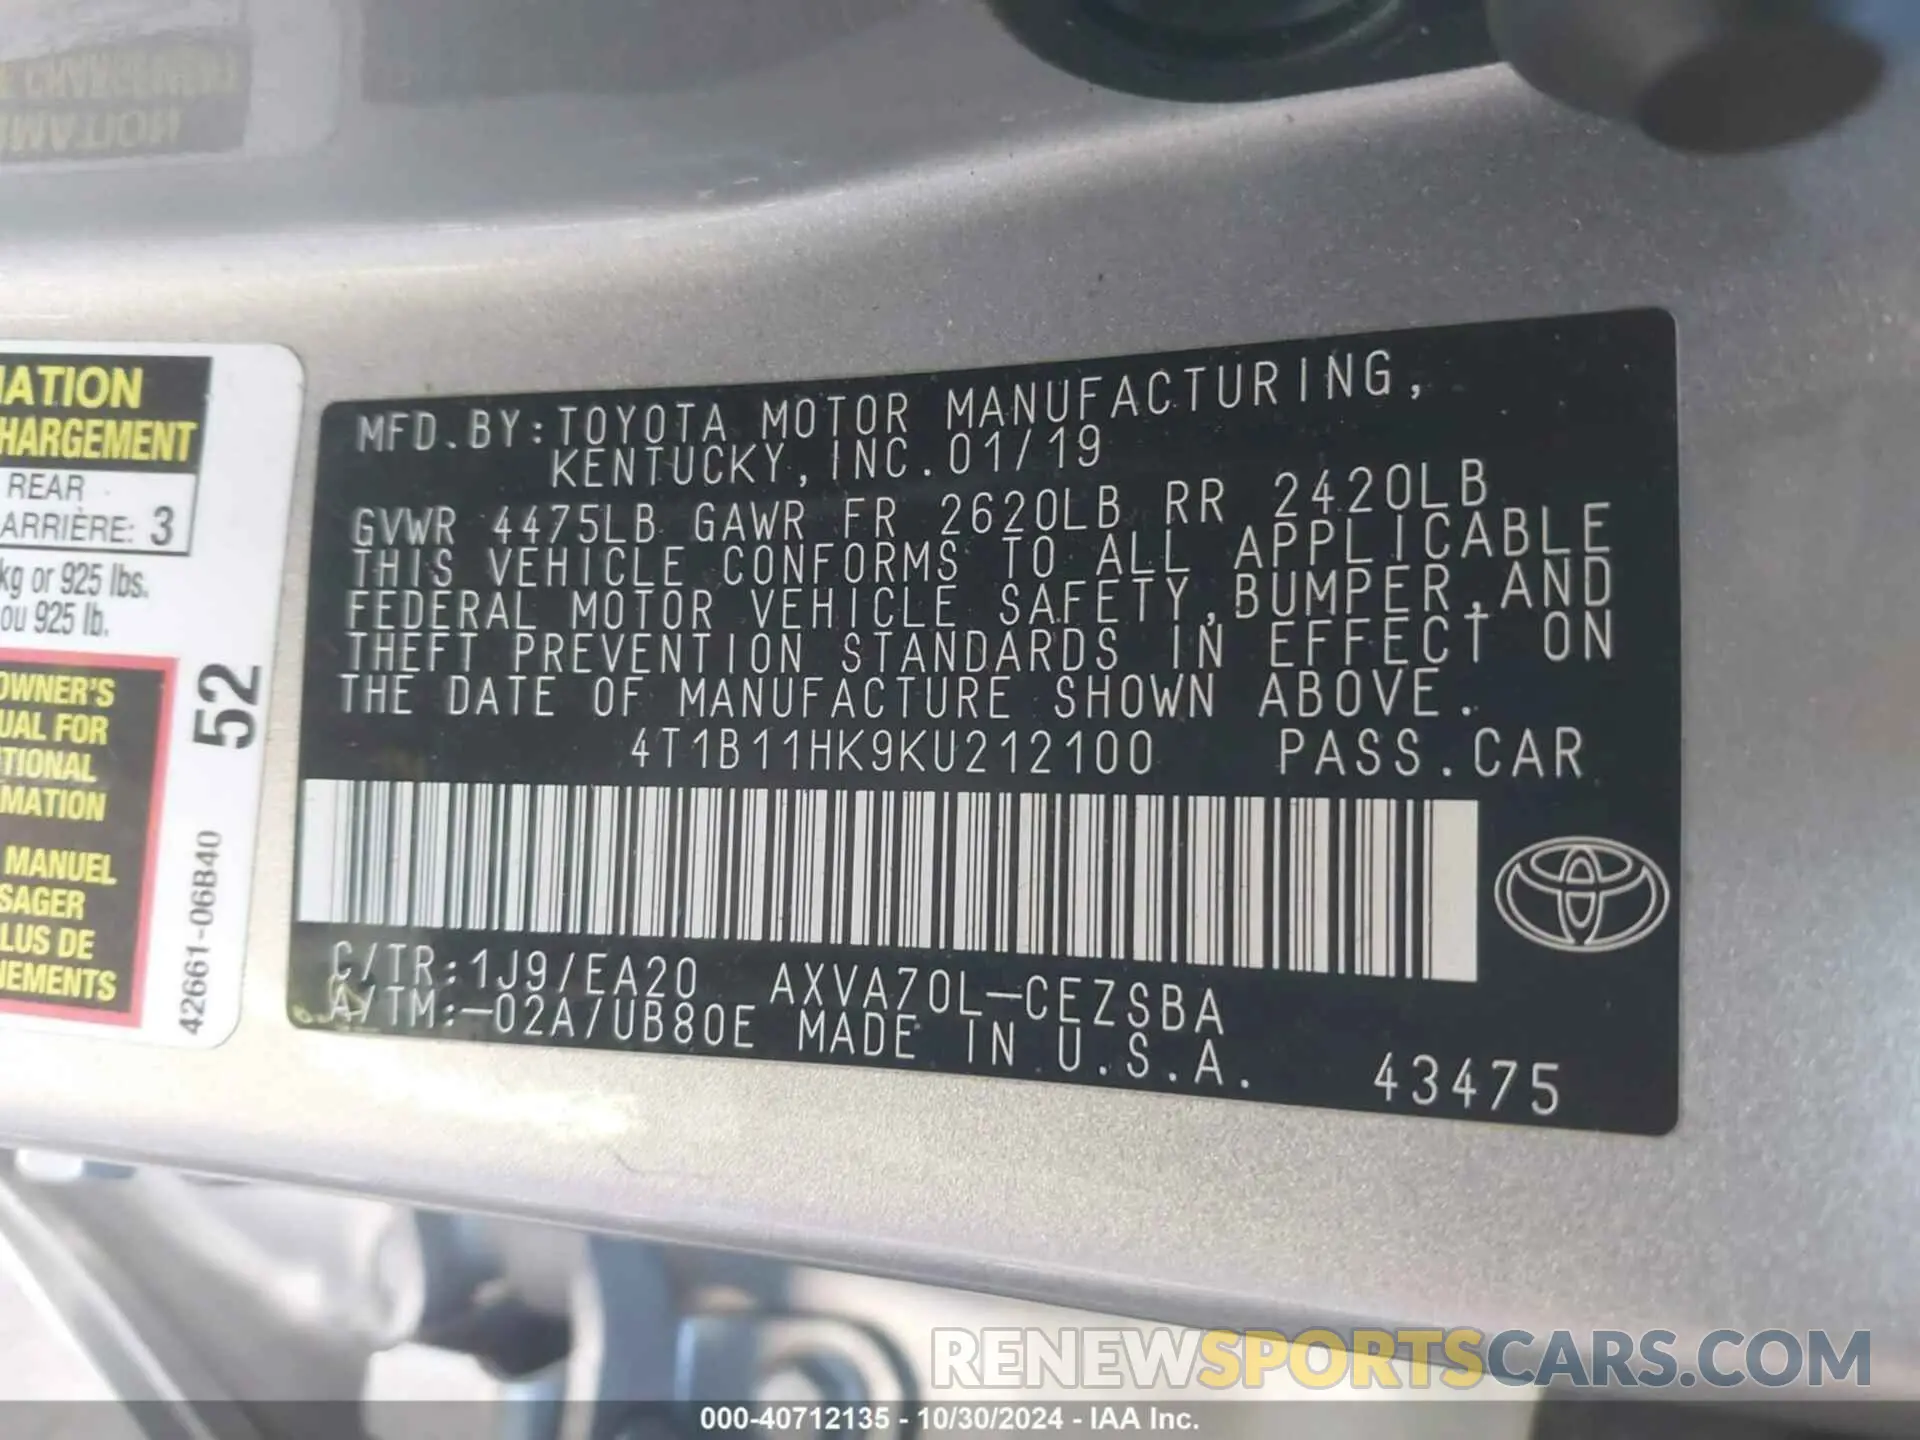 IATION
HARGEMENT
REAR
ARRIÈRE: 3
kg or 925 lbs.
ou 925 lb.
OWNER'S
UAL FOR
TIONAL
MATION
MANUEL
SAGER
LUS DE
NEMENTS
52
42661-06B40
MFD.BY:TOYOTA MOTOR MANUFACTURING,
KENTUCKY, INC.01/19
GVWR 4475LB GAWR FR 2620LB RR 2420LB
THIS VEHICLE CONFORMS TO ALL APPLICABLE
FEDERAL MOTOR VEHICLE SAFETY,BUMPER,AND
THEFT PREVENTION STANDARDS IN EFFECT ON
THE DATE OF MANUFACTURE SHOWN ABOVE.
4T1B11HK9KU212100 PASS.CAR
C/TR:1J9/EA20 AXVA70L-CEZSBA
A/TM:-02A/UB80E MADE IN U.S.A.
43475
RENEWSPORTSCARS.COM
000-40712135 - 10/30/2024 - IAA Inc.